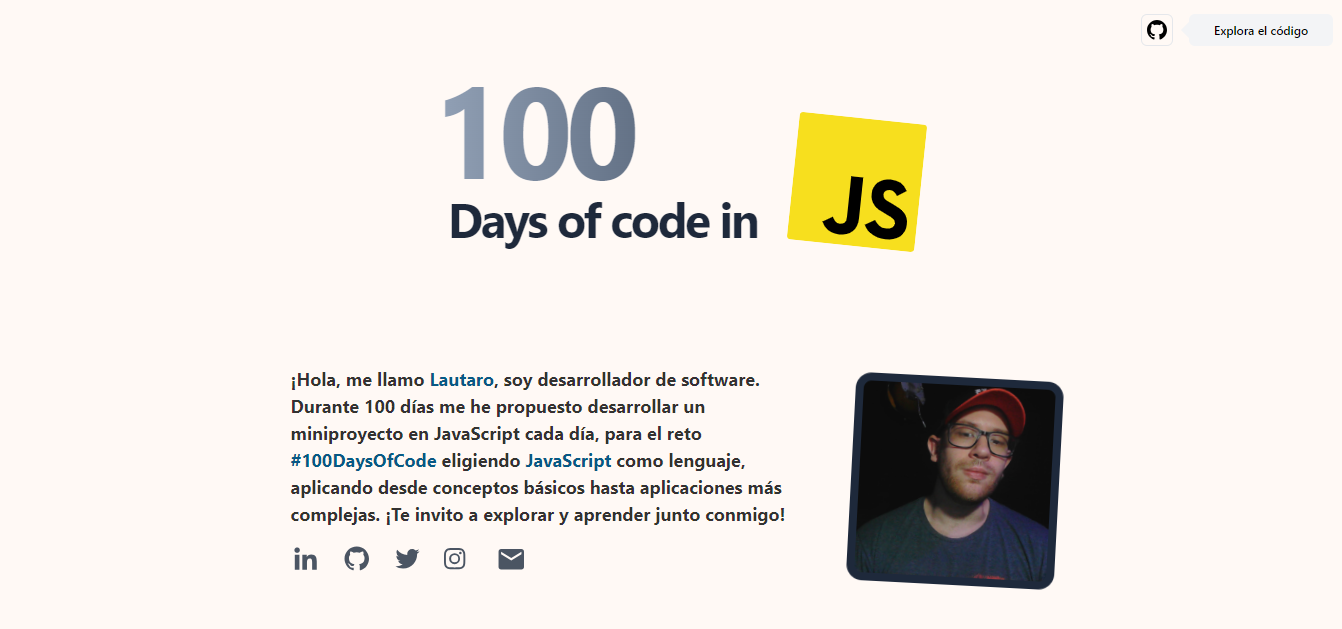 Explora el código
100
Days of code in
JS
¡Hola, me llamo Lautaro, soy desarrollador de software.
Durante 100 días me he propuesto desarrollar un
miniproyecto en JavaScript cada día, para el reto
#100DaysOfCode eligiendo JavaScript como lenguaje,
aplicando desde conceptos básicos hasta aplicaciones más
complejas. ¡Te invito a explorar y aprender junto conmigo!
in